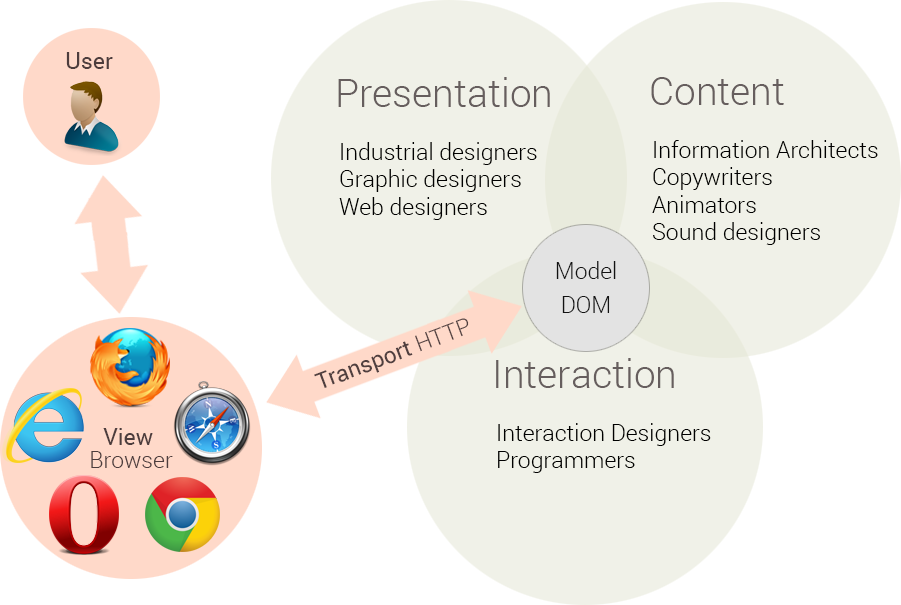 User
Presentation
Industrial designers
Graphic designers
Web designers
Content
Information Architects
Copywriters
Animators
Sound designers
Model
DOM
Transport HTTP
Interaction
Interaction Designers
Programmers
View
Browser